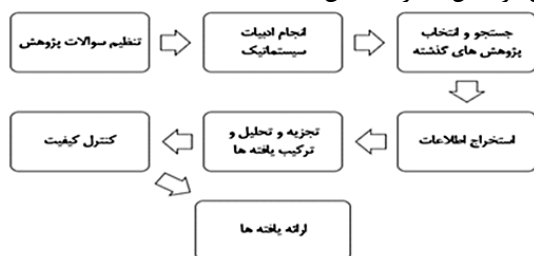 تنظیم سوالات پژوهش
انجام ادبیات
سیستماتیک
جستجو و انتخاب
پژوهش های گذشته
استخراج اطلاعات
تجزیه و تحلیل و
ترکیب یافته ها
کنترل کیفیت
ارائه یافته ها